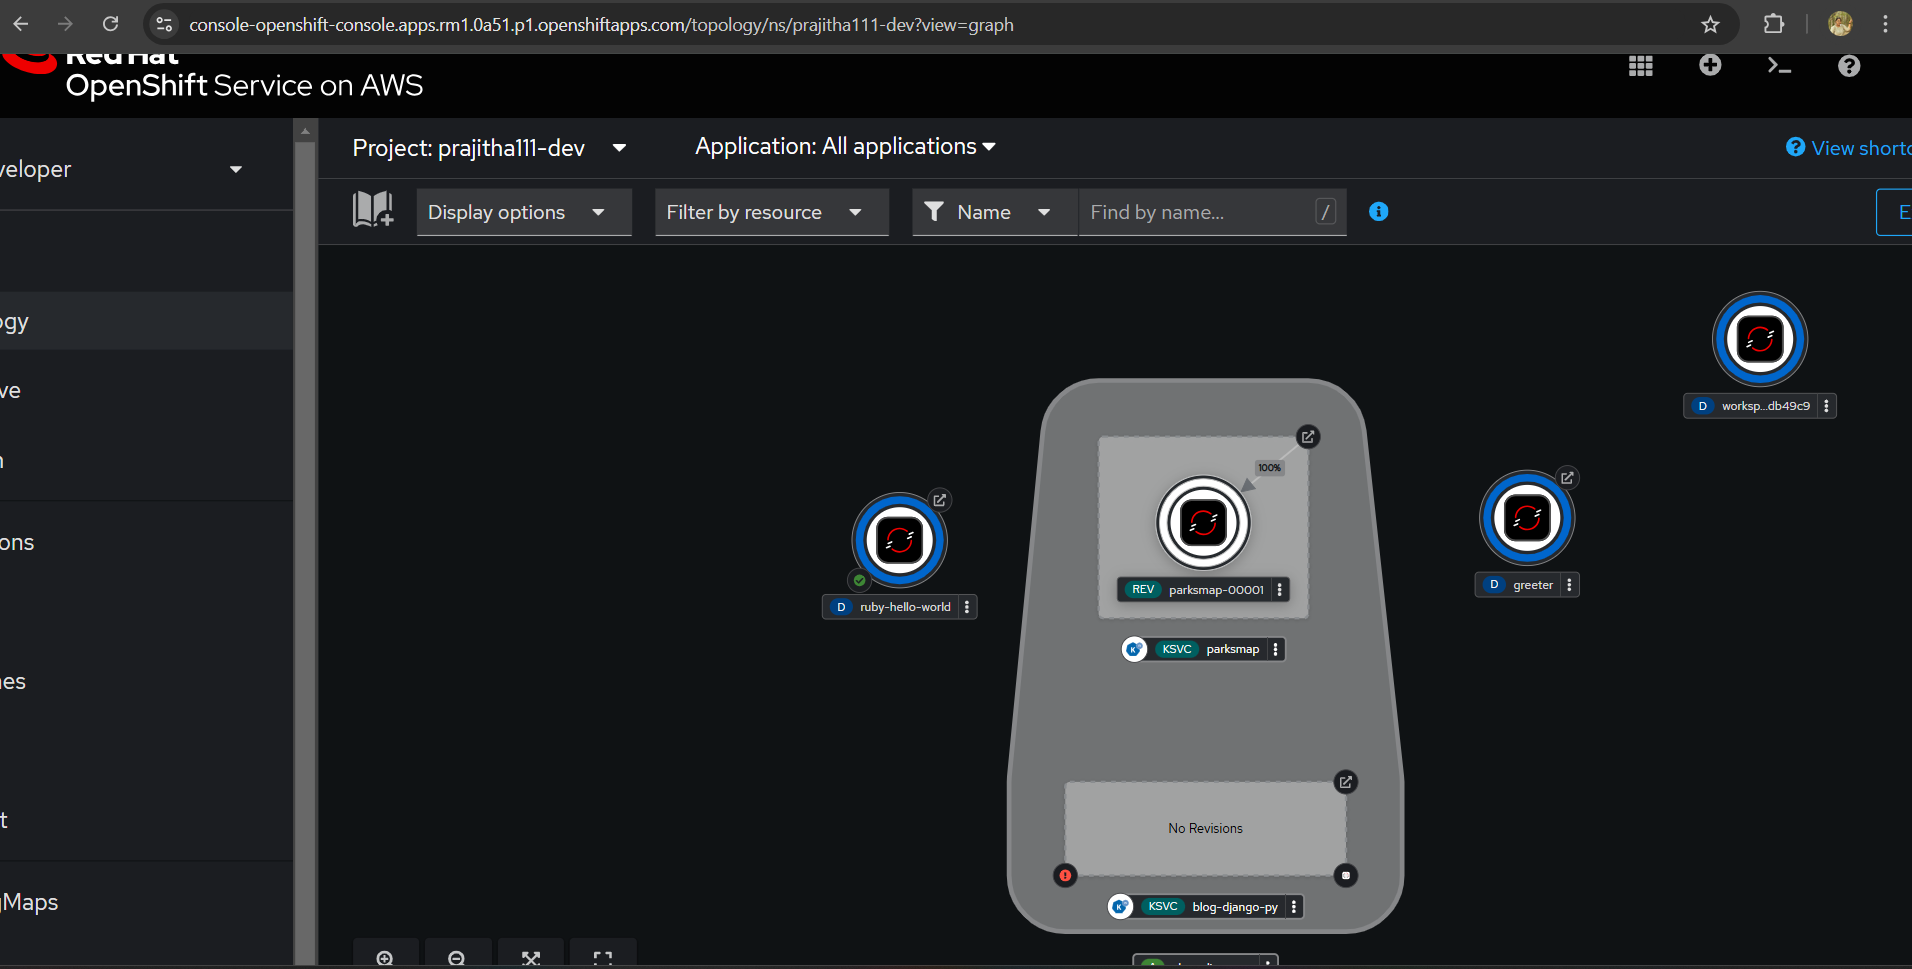 console-openshift-console.apps.rm1.0a51.p1.openshiftapps.com/topology/ns/prajitha111-dev?view=graph
Red Hat
OpenShift Service on AWS
veloper
Project: prajitha111-dev
Application: All applications
View shortc
Display options
Filter by resource
Name
Find by name...
/
E
ogy
ve
n
ons
es
t
gMaps
D worksp...db49c9
100%
REV parksmap-00001
KSVC parksmap
D ruby-hello-world
D greeter
No Revisions
KSVC blog-django-py